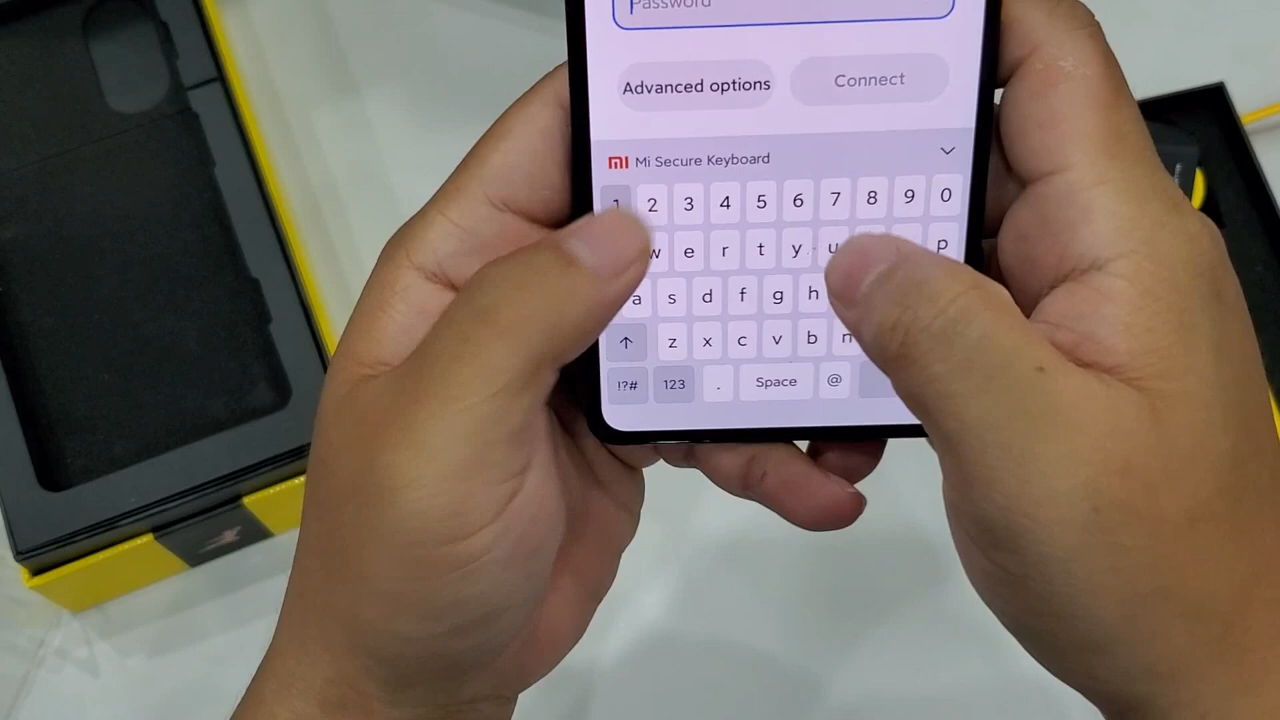 Password
Advanced options
Connect
Mi Secure Keyboard
1 2 3 4 5 6 7 8 9 0
w e r t y u p
a s d f g h
z x c v b n
!?# 123 . Space @